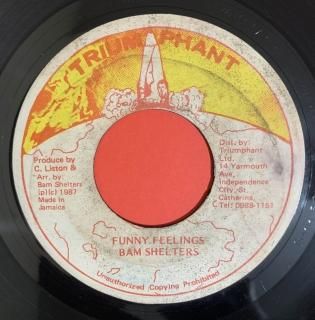 TRIUMPHANT
Produce by
C. Liston &
Arr. by:
Bam Shelters
(p)(c) 1987
Made in
Jamaica
Dist. by:
Triumphant
Ltd.
14 Yarmouth
Ave,
Independence
City St.
Catherine,
Tel: 0988-1151
FUNNY FEELINGS
BAM SHELTERS
Unauthorized Copying Prohibited